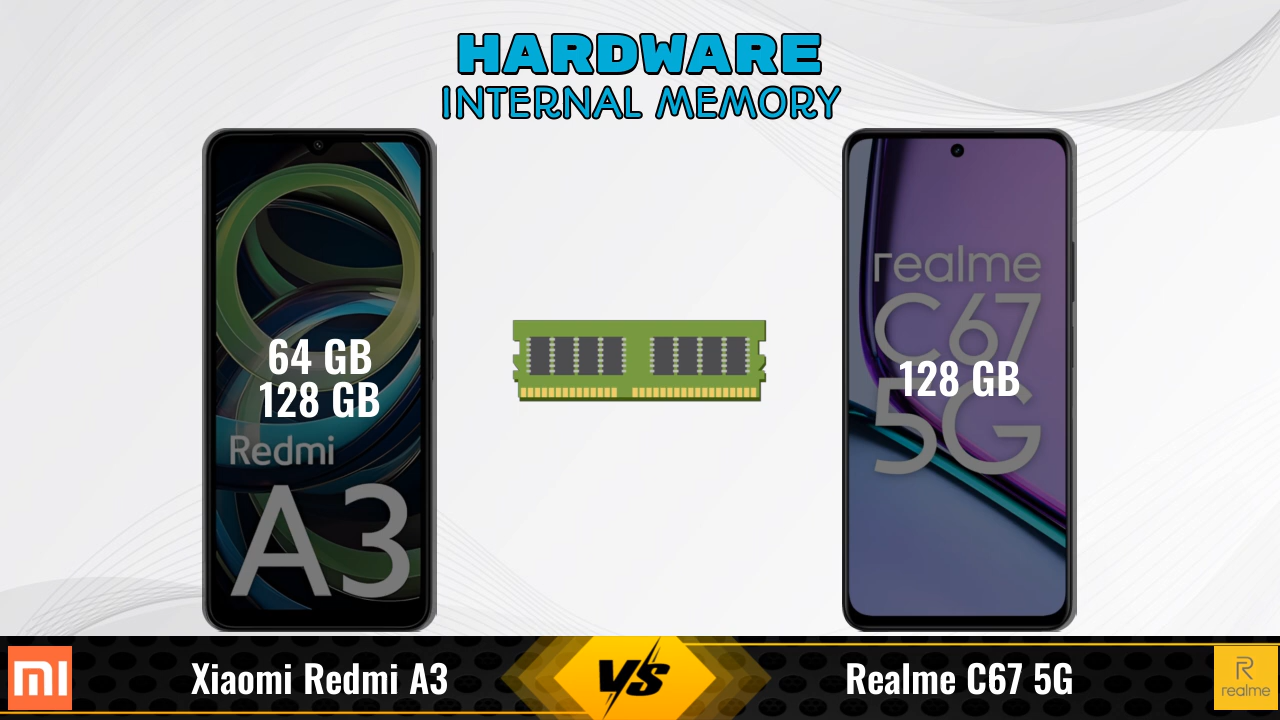 HARDWARE
INTERNAL MEMORY
64 GB
128 GB
Redmi
A3
realme
C67
128 GB
5G
Xiaomi Redmi A3
VS
Realme C67 5G
R
realme